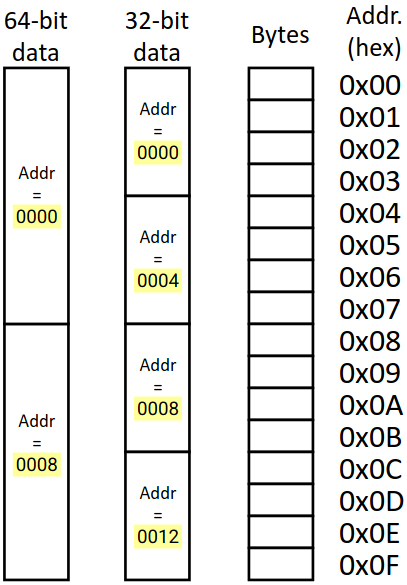 64-bit
data
32-bit
data
Bytes
Addr.
(hex)
Addr
=
0000
Addr
=
0008
Addr
=
0000
Addr
=
0004
Addr
=
0008
Addr
=
0012
0x00
0x01
0x02
0x03
0x04
0x05
0x06
0x07
0x08
0x09
0x0A
0x0B
0x0C
0x0D
0x0E
0x0F